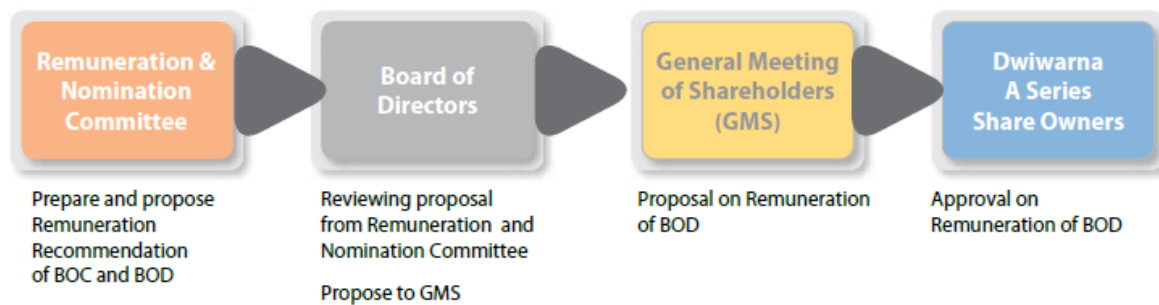 Remuneration &
Nomination
Committee
Board of
Directors
General Meeting
of Shareholders
(GMS)
Dwiwarna
A Series
Share Owners
Prepare and propose
Remuneration
Recommendation
of BOC and BOD
Reviewing proposal
from Remuneration and
Nomination Committee
Propose to GMS
Proposal on Remuneration
of BOD
Approval on
Remuneration of BOD